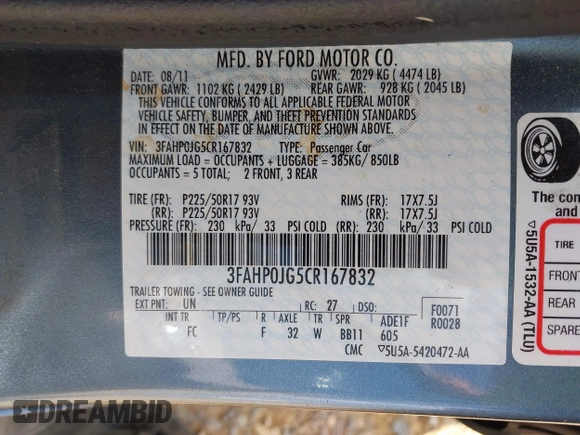 MFD. BY FORD MOTOR CO.
DATE: 08/11 GVWR: 2029 KG ( 4474 LB)
FRONT GAWR: 1102 KG ( 2429 LB) REAR GAWR: 928 KG ( 2045 LB)
THIS VEHICLE CONFORMS TO ALL APPLICABLE FEDERAL MOTOR
VEHICLE SAFETY, BUMPER, AND THEFT PREVENTION STANDARDS
IN EFFECT ON THE DATE OF MANUFACTURE SHOWN ABOVE.
VIN: 3FAHP0JG5CR167832 TYPE: Passenger Car
MAXIMUM LOAD = OCCUPANTS + LUGGAGE = 385KG/850LB
OCCUPANTS = 5 TOTAL; 2 FRONT, 3 REAR
TIRE (FR): P225/50R17 93V RIMS (FR): 17X7.5J
(RR): P225/50R17 93V (RR): 17X7.5J
PRESSURE (FR): 230 kPa/ 33 PSI COLD (RR): 230 kPa/ 33 PSI COLD
3FAHP0JG5CR167832
TRAILER TOWING - SEE OWNER GUIDE
EXT PNT: UN RC: 27 DSO: F0071
R0028
INT TR TP/PS R AXLE TR SPR ADE1F
FC F 32 W BB11 605
CMC ▽5U5A-5420472-AA
▽5U5A-1532-AA (TLU)
The con
and
TIRE
FRONT
REAR
SPARE
DREAMBID.COM